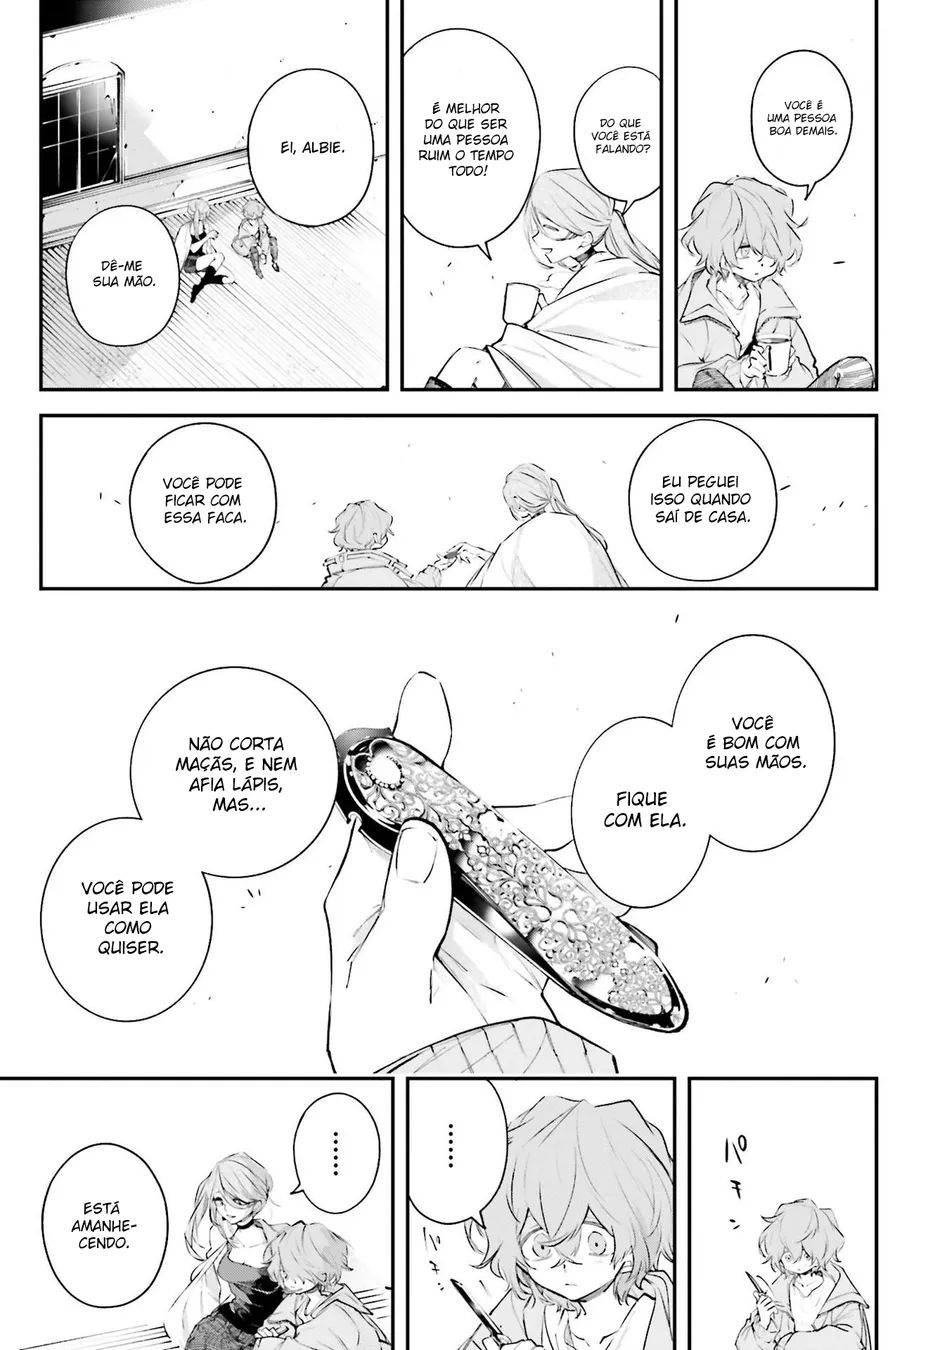 VOCÊ É
UMA PESSOA
BOA DEMAIS.
DO QUE
VOCÊ ESTÁ
FALANDO?
É MELHOR
DO QUE SER
UMA PESSOA
RUIM O TEMPO
TODO!
EI, ALBIE.
DÊ-ME
SUA MÃO.
EU PEGUEI
ISSO QUANDO
SAÍ DE CASA.
VOCÊ PODE
FICAR COM
ESSA FACA.
VOCÊ
É BOM COM
SUAS MÃOS.
FIQUE
COM ELA.
NÃO CORTA
MAÇÃS, E NEM
AFIA LÁPIS,
MAS...
VOCÊ PODE
USAR ELA
COMO
QUISER.
パチン
......
......
ESTÁ
AMANHE-
CENDO.